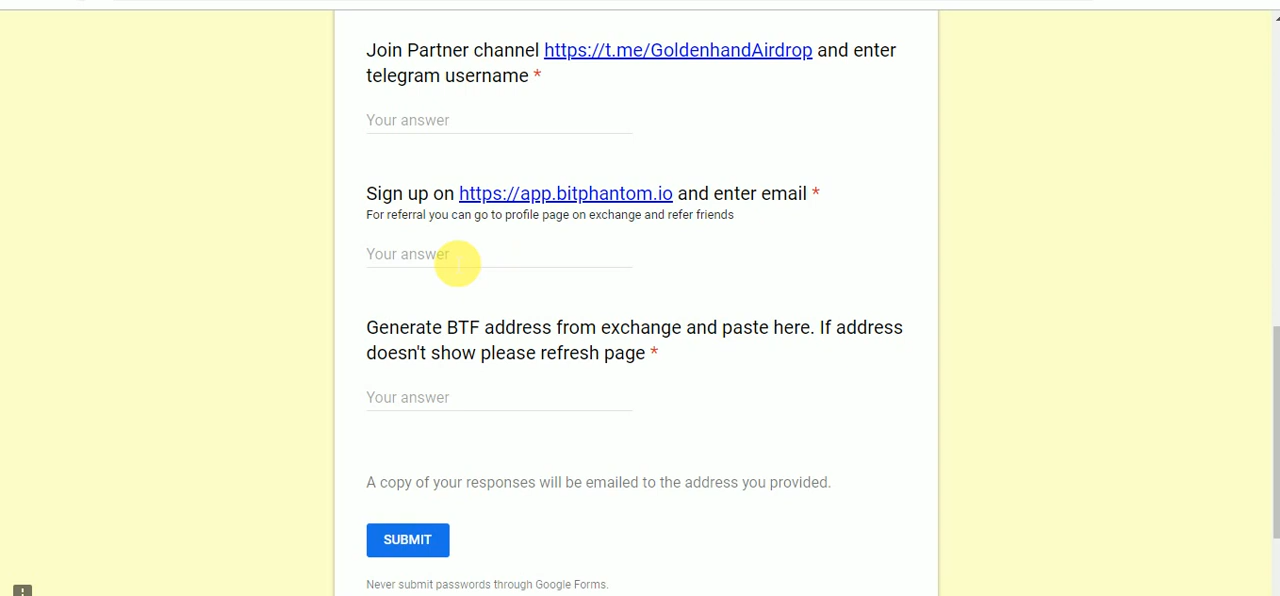 Join Partner channel https://t.me/GoldenhandAirdrop and enter
telegram username *
Your answer
Sign up on https://app.bitphantom.io and enter email *
For referral you can go to profile page on exchange and refer friends
Your answer
Generate BTF address from exchange and paste here. If address
doesn't show please refresh page *
Your answer
A copy of your responses will be emailed to the address you provided.
SUBMIT
Never submit passwords through Google Forms.